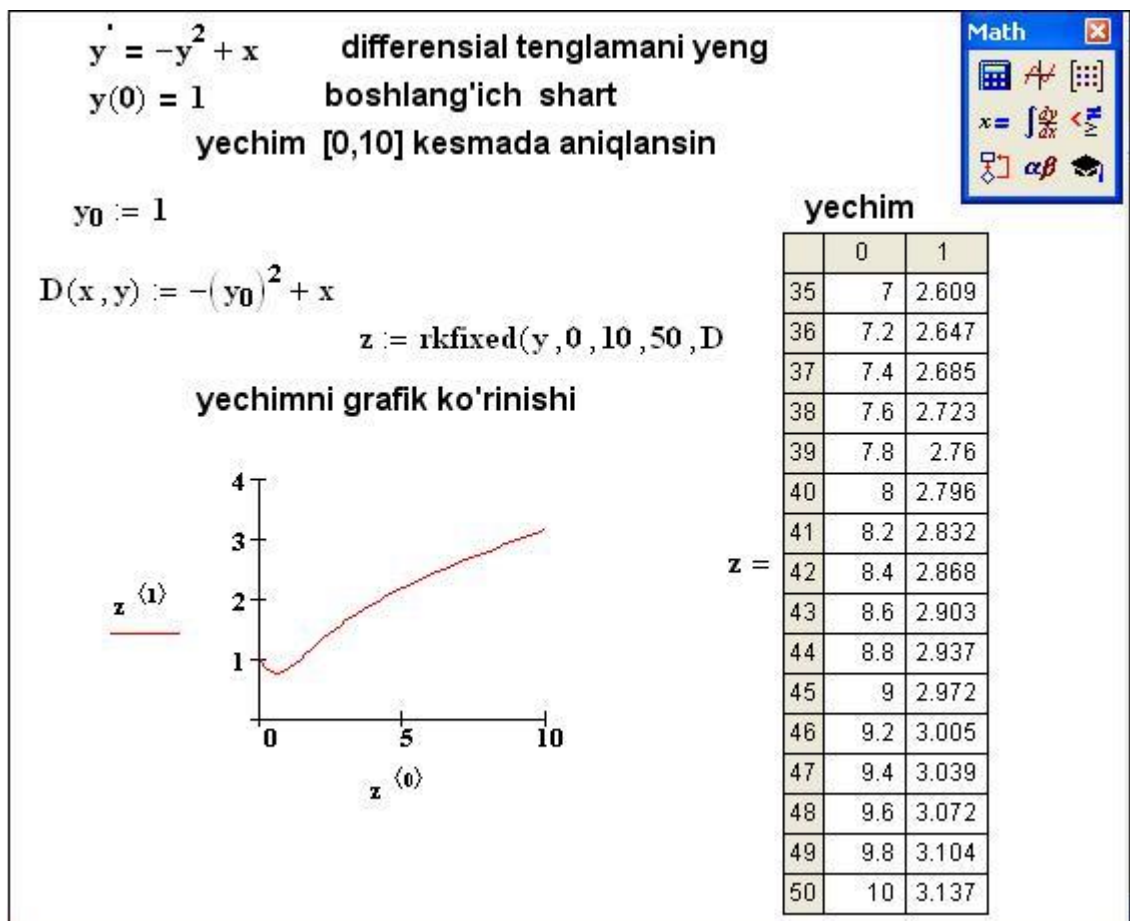 y' = −y² + x differensial tenglamani yeng
y(0) = 1 boshlang'ich shart
yechim [0,10] kesmada aniqlansin
Math
x= ∫ dy/dx <≠≥
αβ
y₀ := 1
D(x,y) := −(y₀)² + x
z := rkfixed(y,0,10,50,D
yechimni grafik ko'rinishi
4
3
2
1
z ⟨1⟩
0 5 10
z ⟨0⟩
yechim
z =
0 1
35 7 2.609
36 7.2 2.647
37 7.4 2.685
38 7.6 2.723
39 7.8 2.76
40 8 2.796
41 8.2 2.832
42 8.4 2.868
43 8.6 2.903
44 8.8 2.937
45 9 2.972
46 9.2 3.005
47 9.4 3.039
48 9.6 3.072
49 9.8 3.104
50 10 3.137